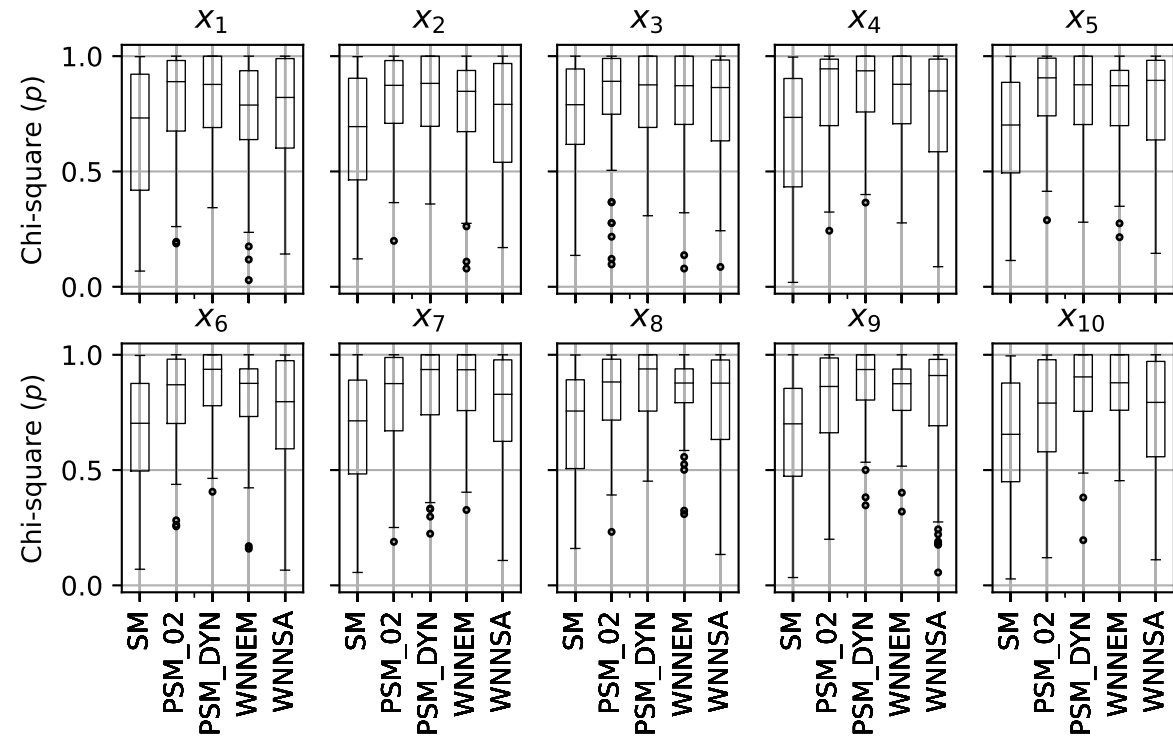 x₁ x₂ x₃ x₄ x₅
1.0
0.5
0.0
Chi-square (p)
x₆ x₇ x₈ x₉ x₁₀
1.0
0.5
0.0
Chi-square (p)
SM PSM_02 PSM_DYN WNNEM WNNSA SM PSM_02 PSM_DYN WNNEM WNNSA SM PSM_02 PSM_DYN WNNEM WNNSA SM PSM_02 PSM_DYN WNNEM WNNSA SM PSM_02 PSM_DYN WNNEM WNNSA